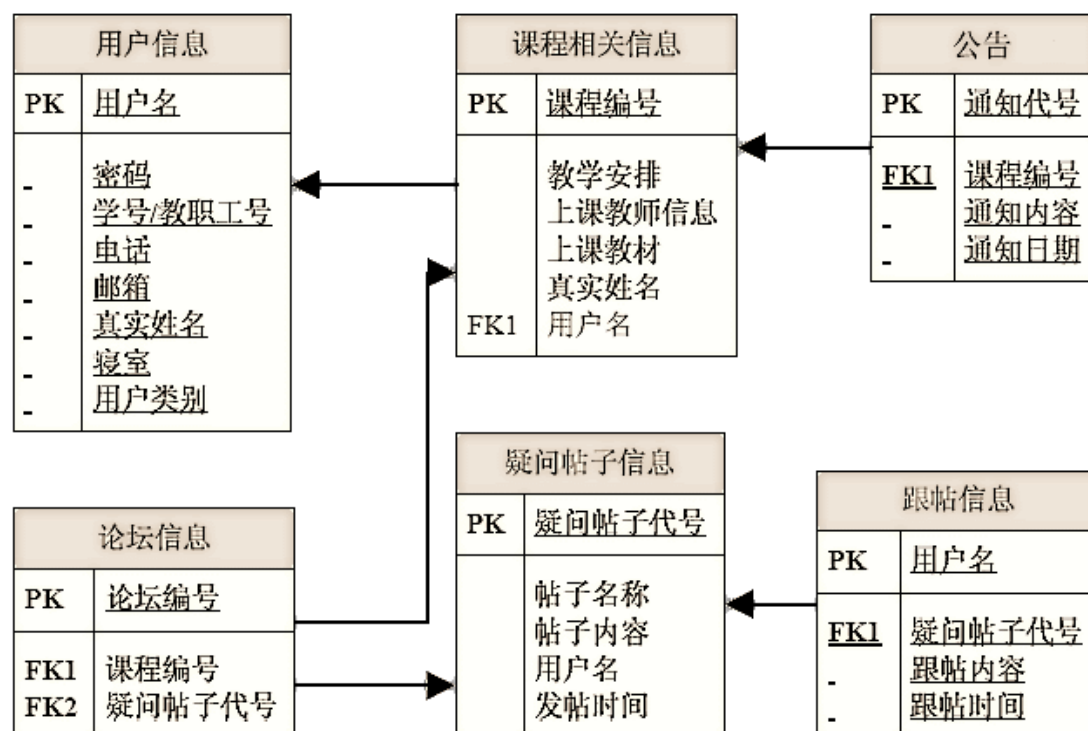 用户信息
PK 用户名
- 密码
- 学号/教职工号
- 电话
- 邮箱
- 真实姓名
- 寝室
- 用户类别
课程相关信息
PK 课程编号
教学安排
上课教师信息
上课教材
真实姓名
FK1 用户名
公告
PK 通知代号
FK1 课程编号
- 通知内容
- 通知日期
论坛信息
PK 论坛编号
FK1 课程编号
FK2 疑问帖子代号
疑问帖子信息
PK 疑问帖子代号
帖子名称
帖子内容
用户名
发帖时间
跟帖信息
PK 用户名
FK1 疑问帖子代号
- 跟帖内容
- 跟帖时间